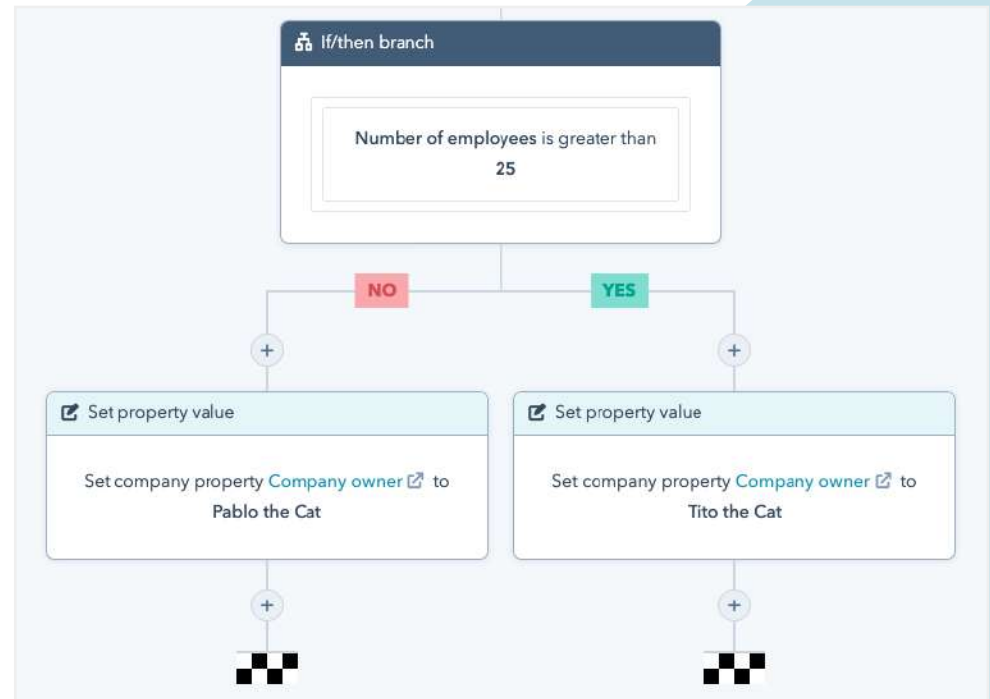 If/then branch
Number of employees is greater than
25
NO
YES
Set property value
Set company property Company owner to
Pablo the Cat
Set property value
Set company property Company owner to
Tito the Cat